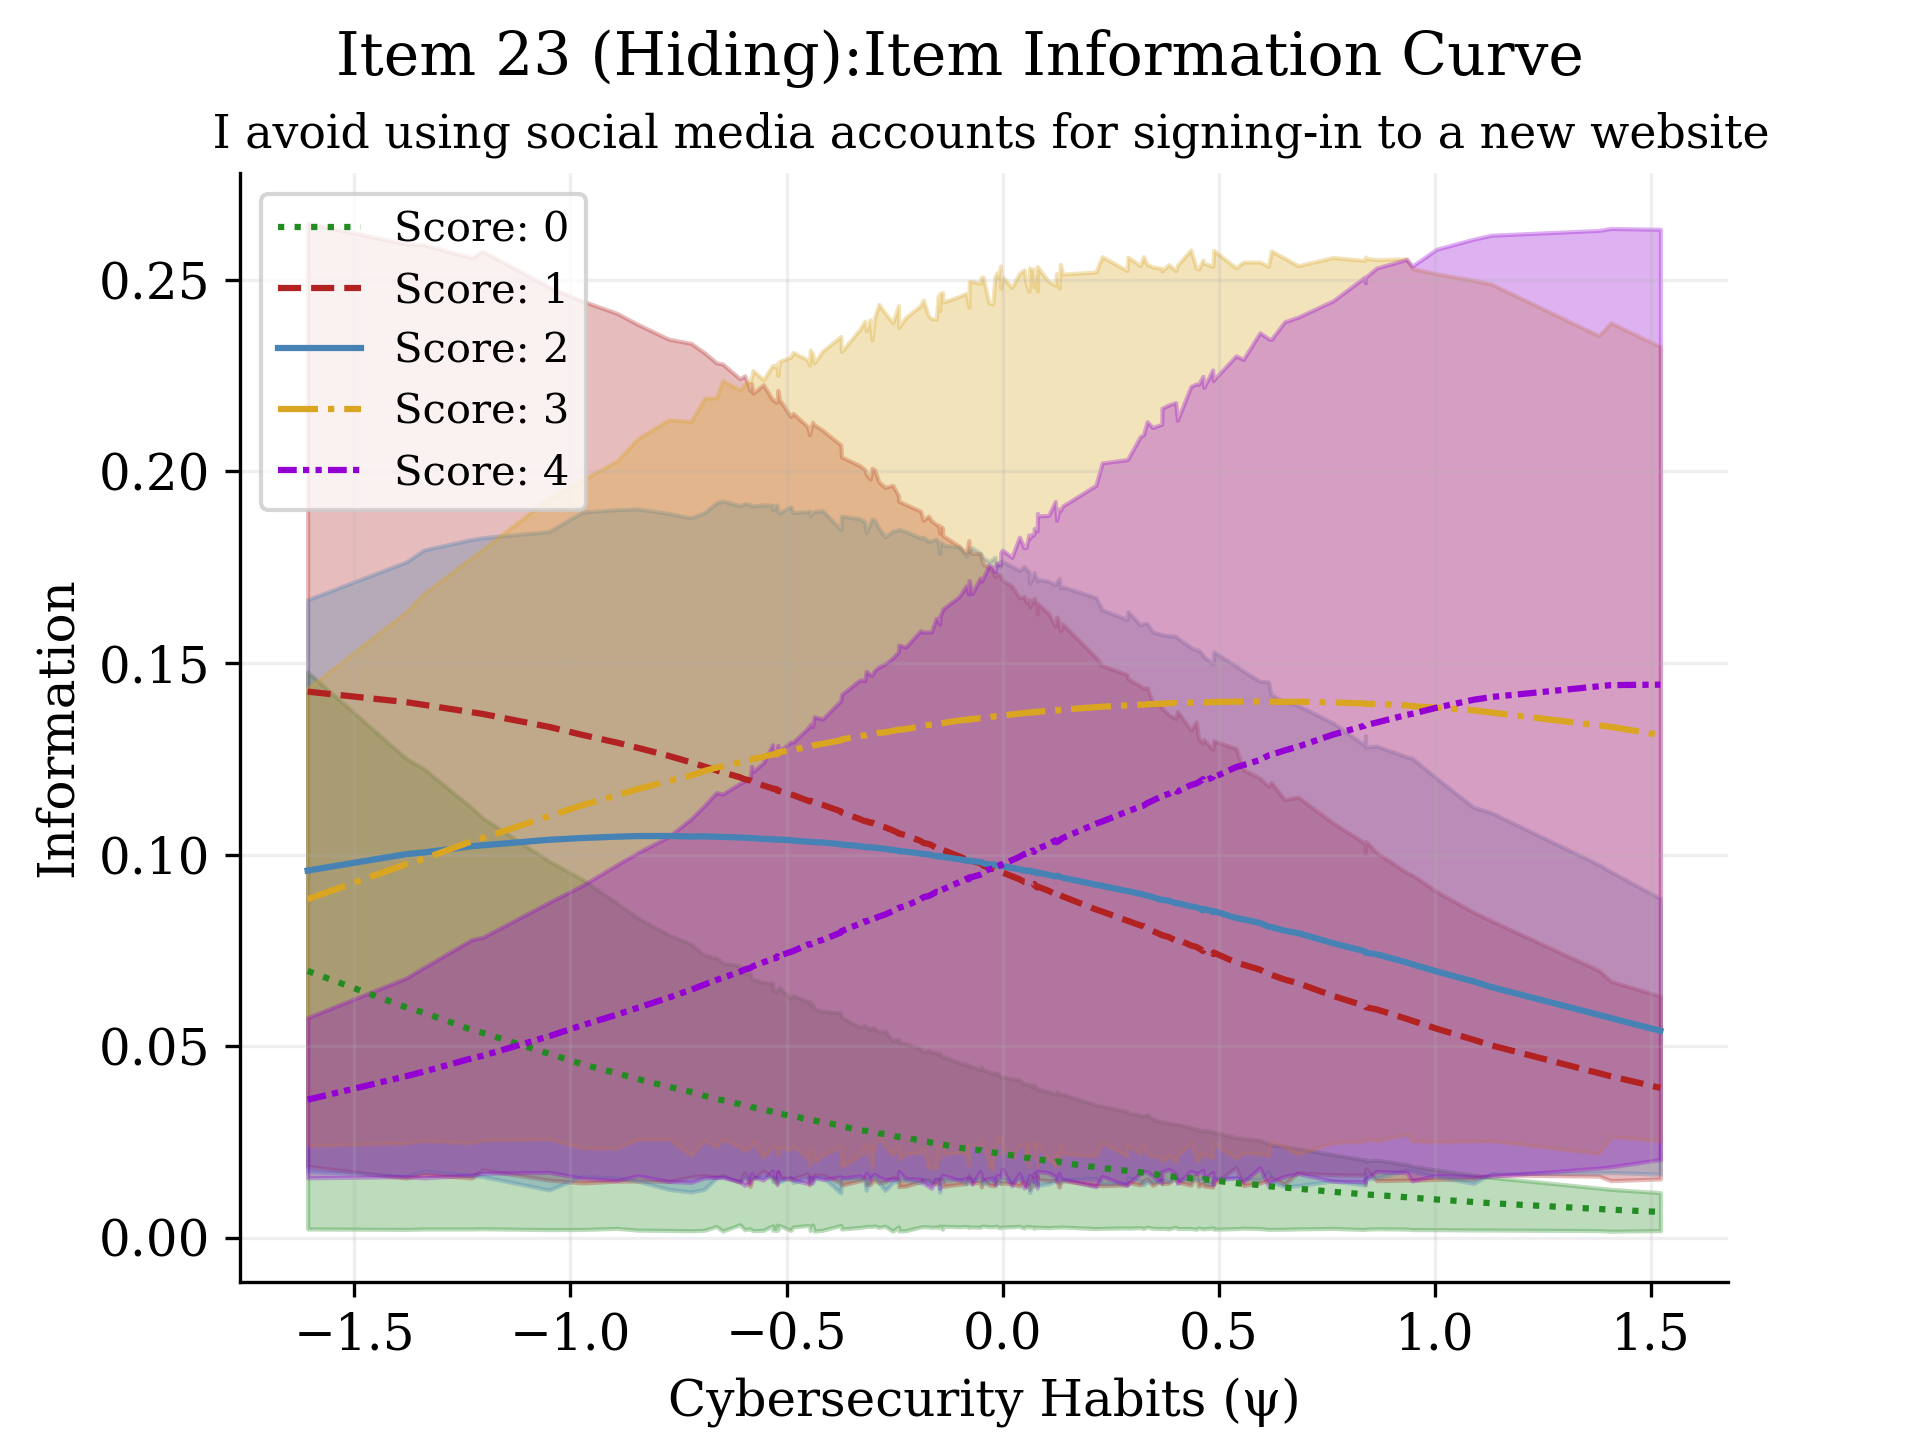 Item 23 (Hiding):Item Information Curve
I avoid using social media accounts for signing-in to a new website
Score: 0
Score: 1
Score: 2
Score: 3
Score: 4
Information
0.25
0.20
0.15
0.10
0.05
0.00
−1.5 −1.0 −0.5 0.0 0.5 1.0 1.5
Cybersecurity Habits (ψ)